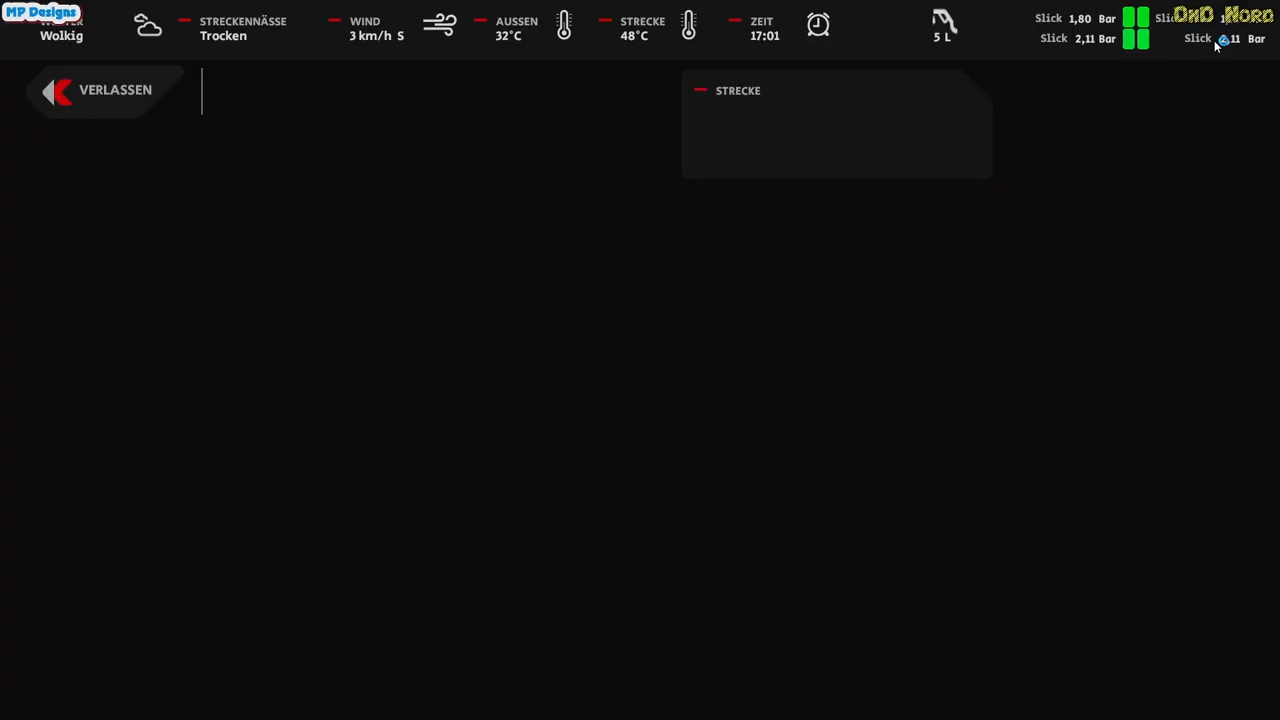 MP Designs
Wolkig
STRECKENNÄSSE
Trocken
WIND
3 km/h S
AUSSEN
32°C
STRECKE
48°C
ZEIT
17:01
5 L
Slick 1,80 Bar
Slick 2,11 Bar
DnD Nord
Slick Bar
VERLASSEN
STRECKE